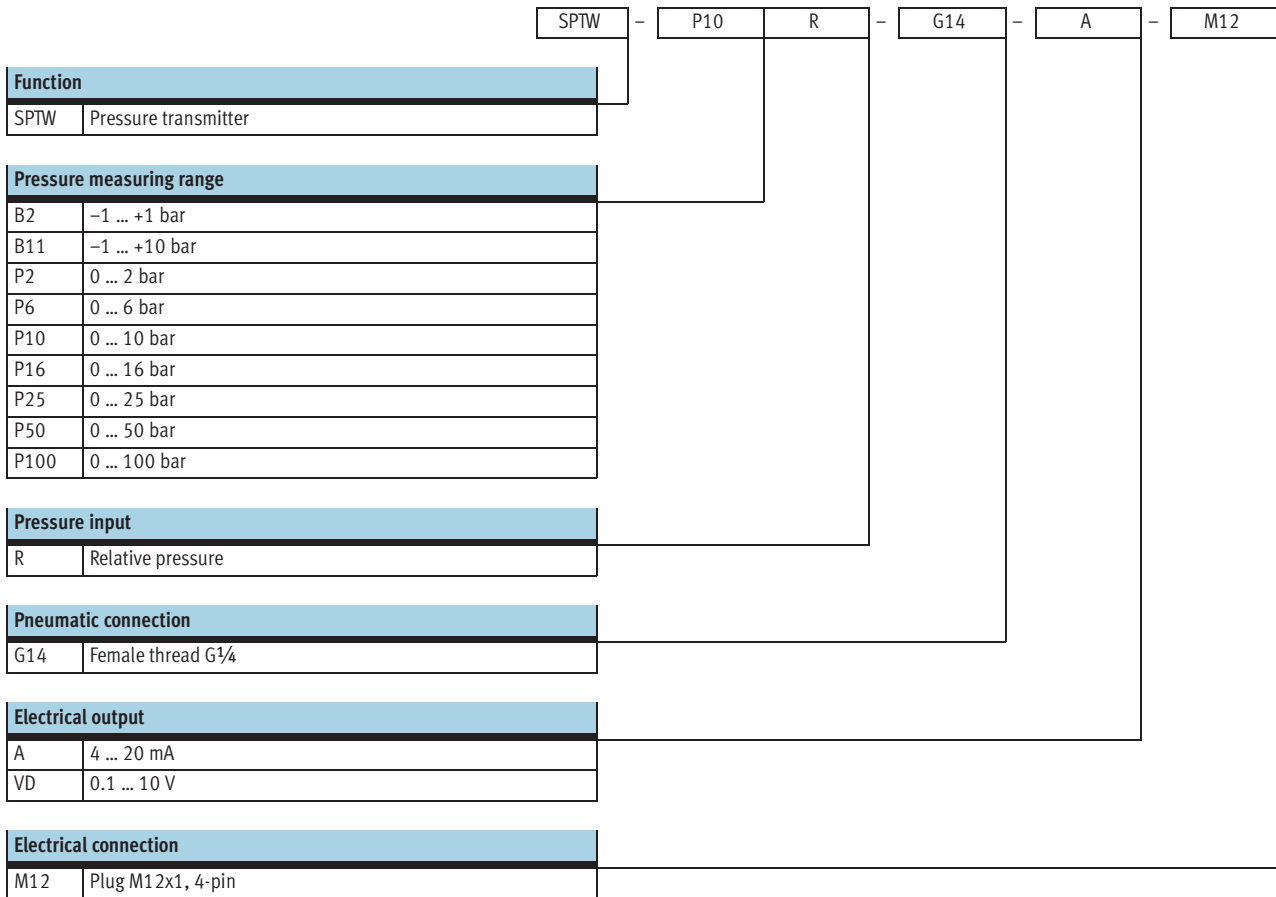 SPTW – P10 R – G14 – A – M12
Function
SPTW Pressure transmitter
Pressure measuring range
B2 –1 ... +1 bar
B11 –1 ... +10 bar
P2 0 ... 2 bar
P6 0 ... 6 bar
P10 0 ... 10 bar
P16 0 ... 16 bar
P25 0 ... 25 bar
P50 0 ... 50 bar
P100 0 ... 100 bar
Pressure input
R Relative pressure
Pneumatic connection
G14 Female thread G¼
Electrical output
A 4 ... 20 mA
VD 0.1 ... 10 V
Electrical connection
M12 Plug M12x1, 4-pin